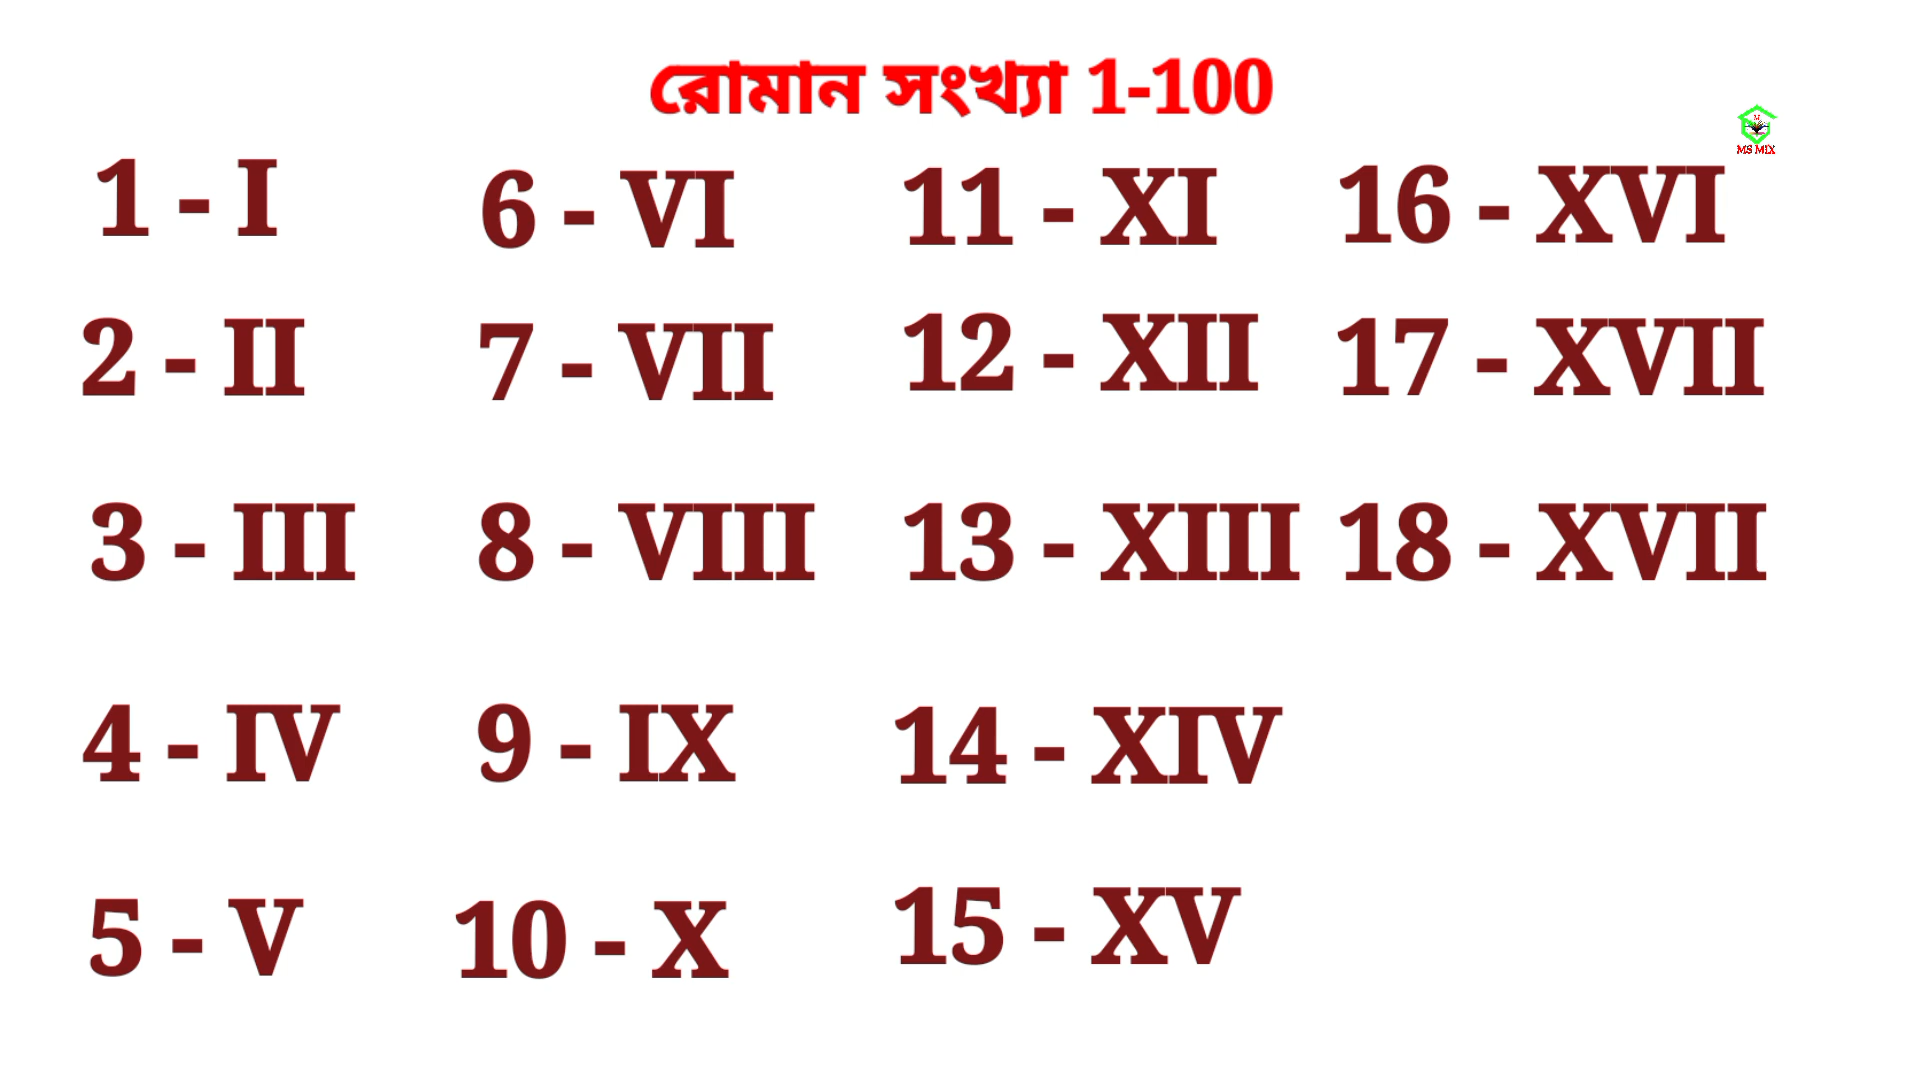 রোমান সংখ্যা 1-100
MS MIX
1 - I
6 - VI
11 - XI
16 - XVI
2 - II
7 - VII
12 - XII
17 - XVII
3 - III
8 - VIII
13 - XIII
18 - XVII
4 - IV
9 - IX
14 - XIV
5 - V
10 - X
15 - XV